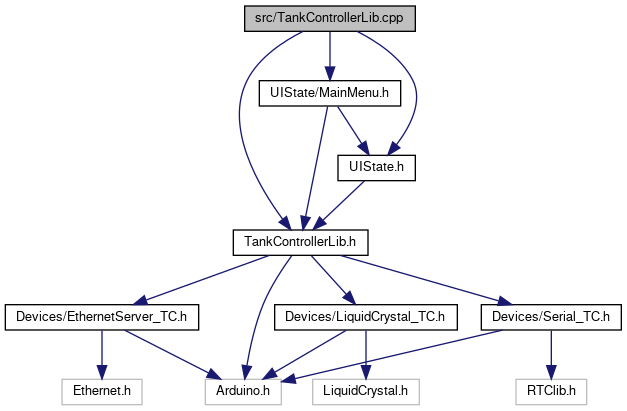 src/TankControllerLib.cpp
UIState/MainMenu.h
UIState.h
TankControllerLib.h
Devices/EthernetServer_TC.h
Devices/LiquidCrystal_TC.h
Devices/Serial_TC.h
Ethernet.h
Arduino.h
LiquidCrystal.h
RTClib.h